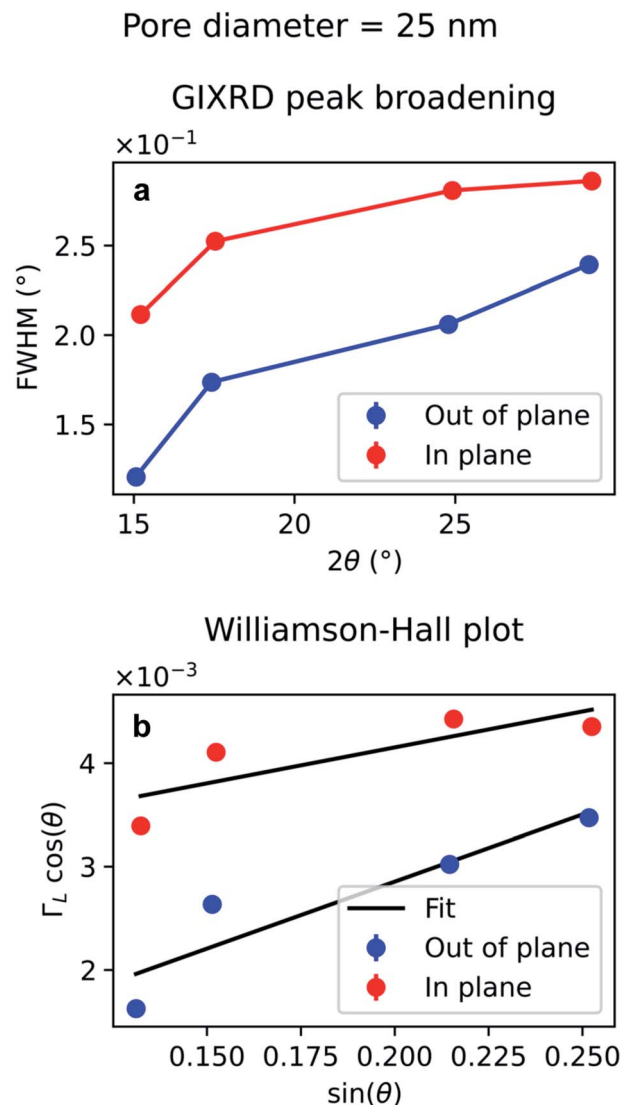 Pore diameter = 25 nm
GIXRD peak broadening
×10⁻¹
a
2.5
2.0
1.5
FWHM (°)
Out of plane
In plane
15
20
25
2θ (°)
Williamson-Hall plot
×10⁻³
b
4
3
2
Γ_L cos(θ)
Fit
Out of plane
In plane
0.150
0.175
0.200
0.225
0.250
sin(θ)